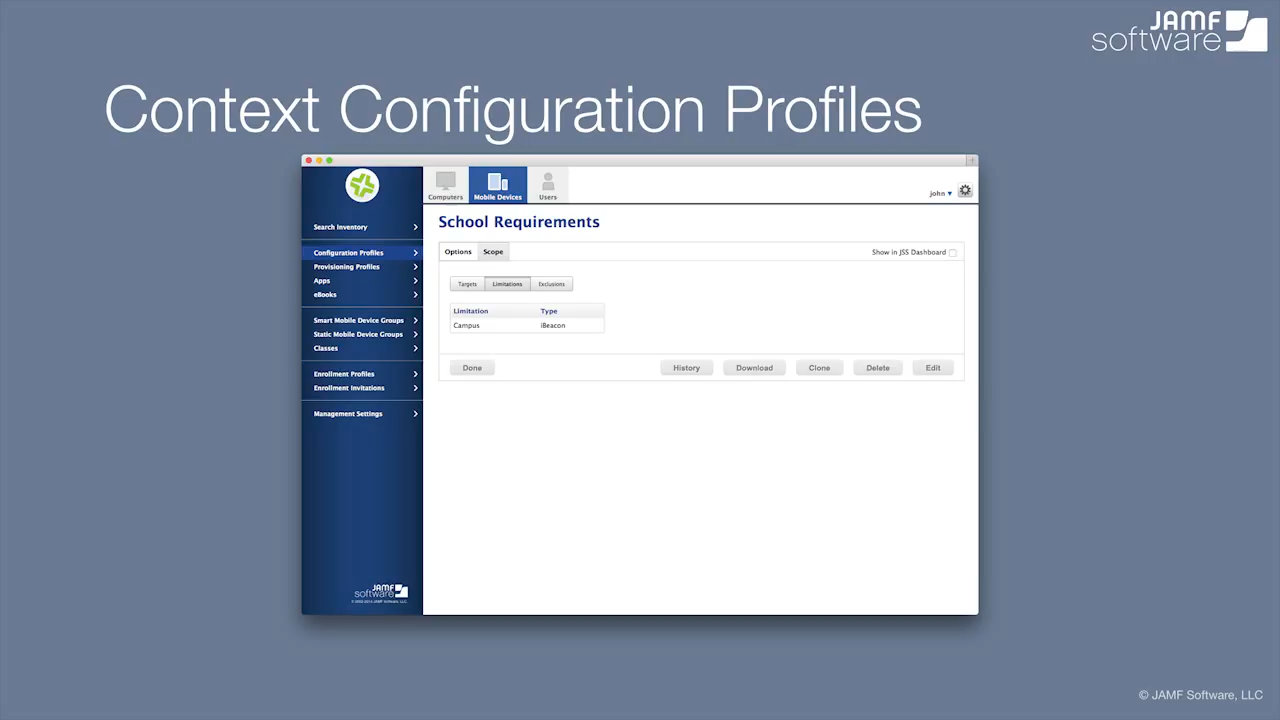 JAMF
software
Context Configuration Profiles
Computers
Mobile Devices
Users
john
Search Inventory
Configuration Profiles
Provisioning Profiles
Apps
eBooks
Smart Mobile Device Groups
Static Mobile Device Groups
Classes
Enrollment Profiles
Enrollment Invitations
Management Settings
JAMF
software
School Requirements
Options Scope
Show in JSS Dashboard
Targets Limitations Exclusions
Limitation Type
Campus iBeacon
Done History Download Clone Delete Edit
© JAMF Software, LLC